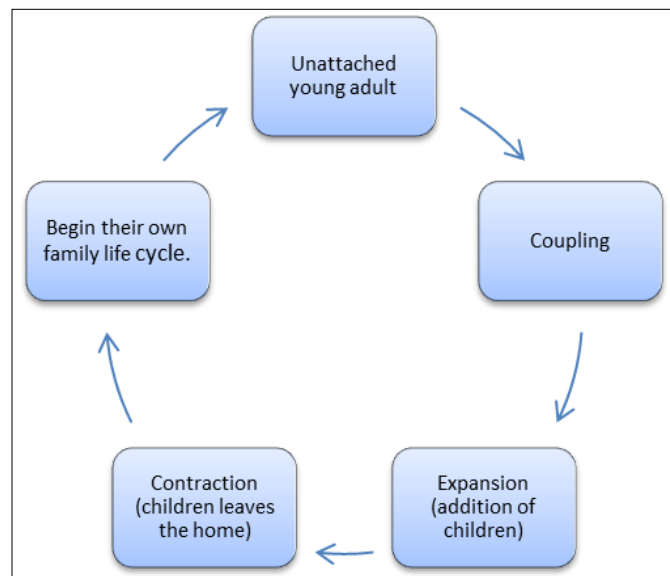 Unattached
young adult
Coupling
Expansion
(addition of
children)
Contraction
(children leaves
the home)
Begin their own
family life cycle.